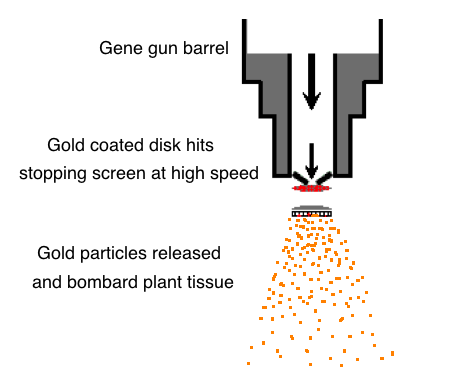 Gene gun barrel
Gold coated disk hits
stopping screen at high speed
Gold particles released
and bombard plant tissue